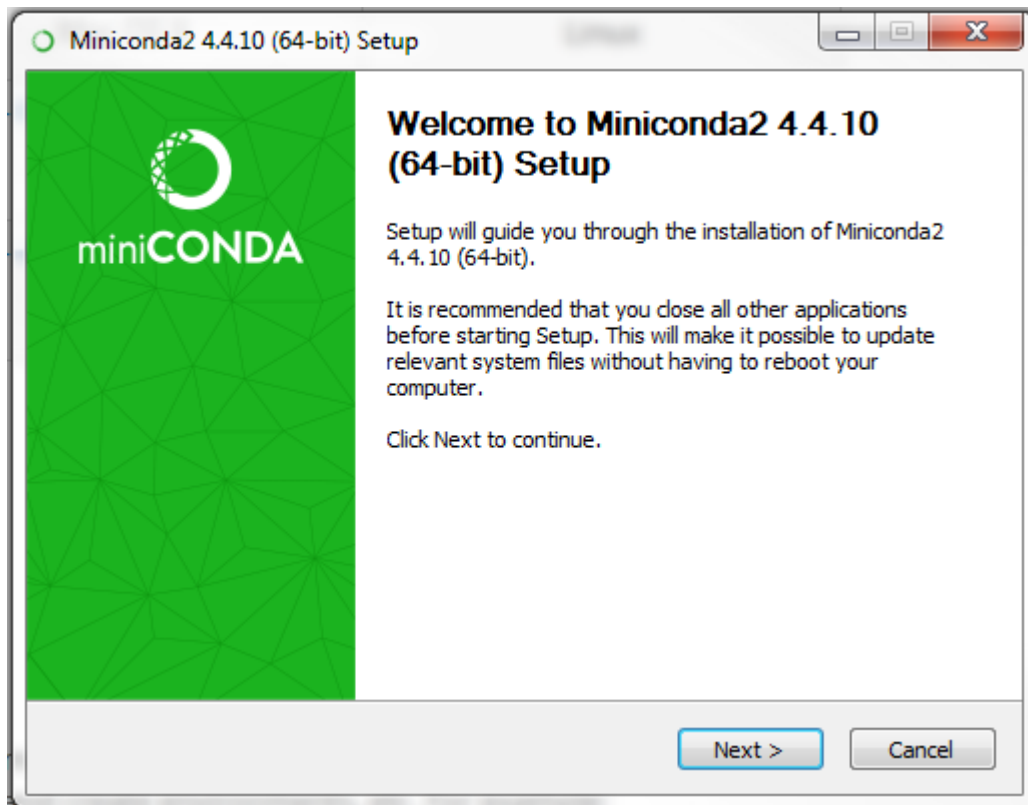 Miniconda2 4.4.10 (64-bit) Setup
miniCONDA
Welcome to Miniconda2 4.4.10
(64-bit) Setup
Setup will guide you through the installation of Miniconda2
4.4.10 (64-bit).
It is recommended that you close all other applications
before starting Setup. This will make it possible to update
relevant system files without having to reboot your
computer.
Click Next to continue.
Next >
Cancel